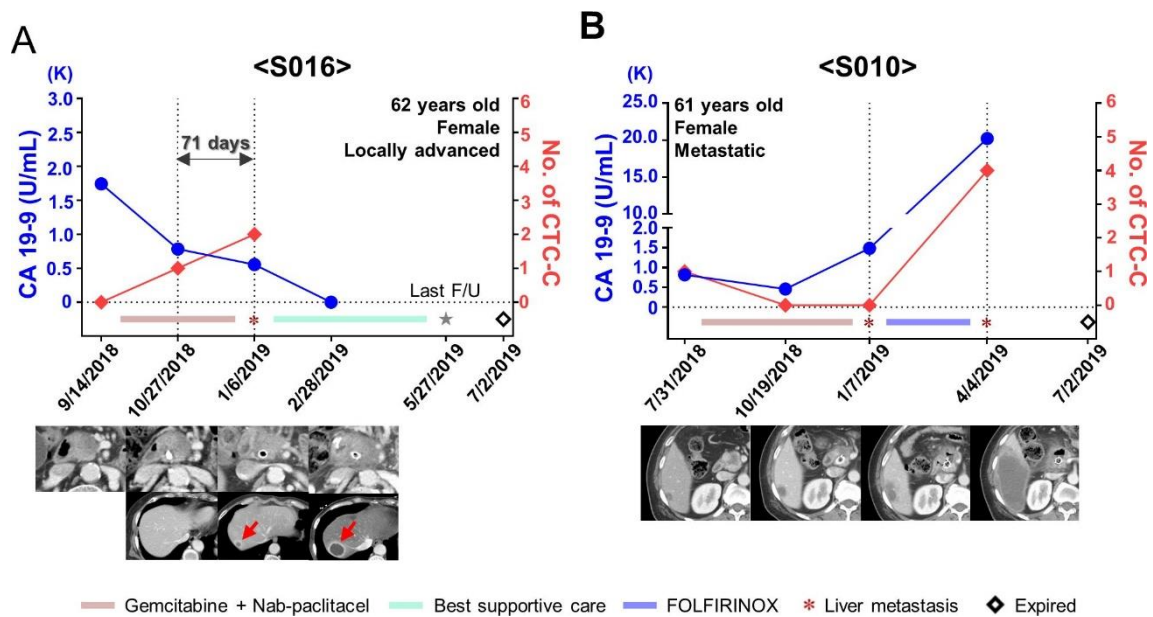 A
<S016>
(K)
3.0
2.5
2.0
1.5
1.0
0.5
0
CA 19-9 (U/mL)
71 days
62 years old
Female
Locally advanced
Last F/U
6
5
4
3
2
1
0
No. of CTC-C
*
★
9/14/2018
10/27/2018
1/6/2019
2/28/2019
5/27/2019
7/2/2019
B
<S010>
(K)
25.0
20.0
15.0
10.0
2.0
1.5
1.0
0.5
0
CA 19-9 (U/mL)
61 years old
Female
Metastatic
6
5
4
3
2
1
0
No. of CTC-C
*
*
7/31/2018
10/19/2018
1/7/2019
4/4/2019
7/2/2019
Gemcitabine + Nab-paclitacel
Best supportive care
FOLFIRINOX
* Liver metastasis
Expired